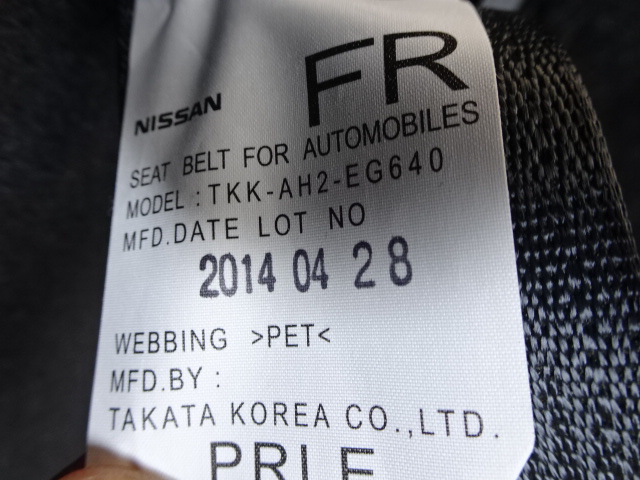 FR
NISSAN
SEAT BELT FOR AUTOMOBILES
MODEL : TKK-AH2-EG640
MFD.DATE LOT NO
2014 04 28
WEBBING >PET<
MFD.BY :
TAKATA KOREA CO.,LTD.